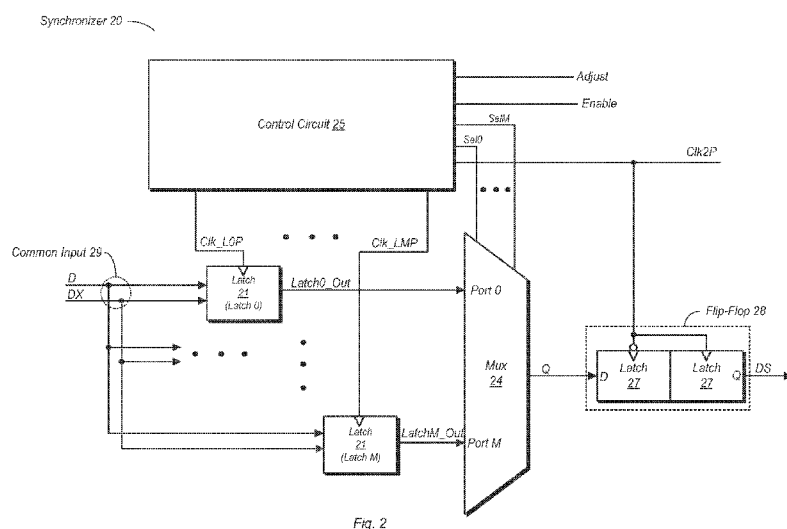 Synchronizer 20
Control Circuit 25
Adjust
Enable
SelM
Sel0
Clk2P
Clk_L0P
Clk_LMP
Common Input 29
D
DX
Latch
21
(Latch 0)
Latch0_Out
Port 0
Flip-Flop 28
Mux
24
Q
D
Latch
27
Latch
27
Q
DS
Latch
21
(Latch M)
LatchM_Out
Port M
Fig. 2